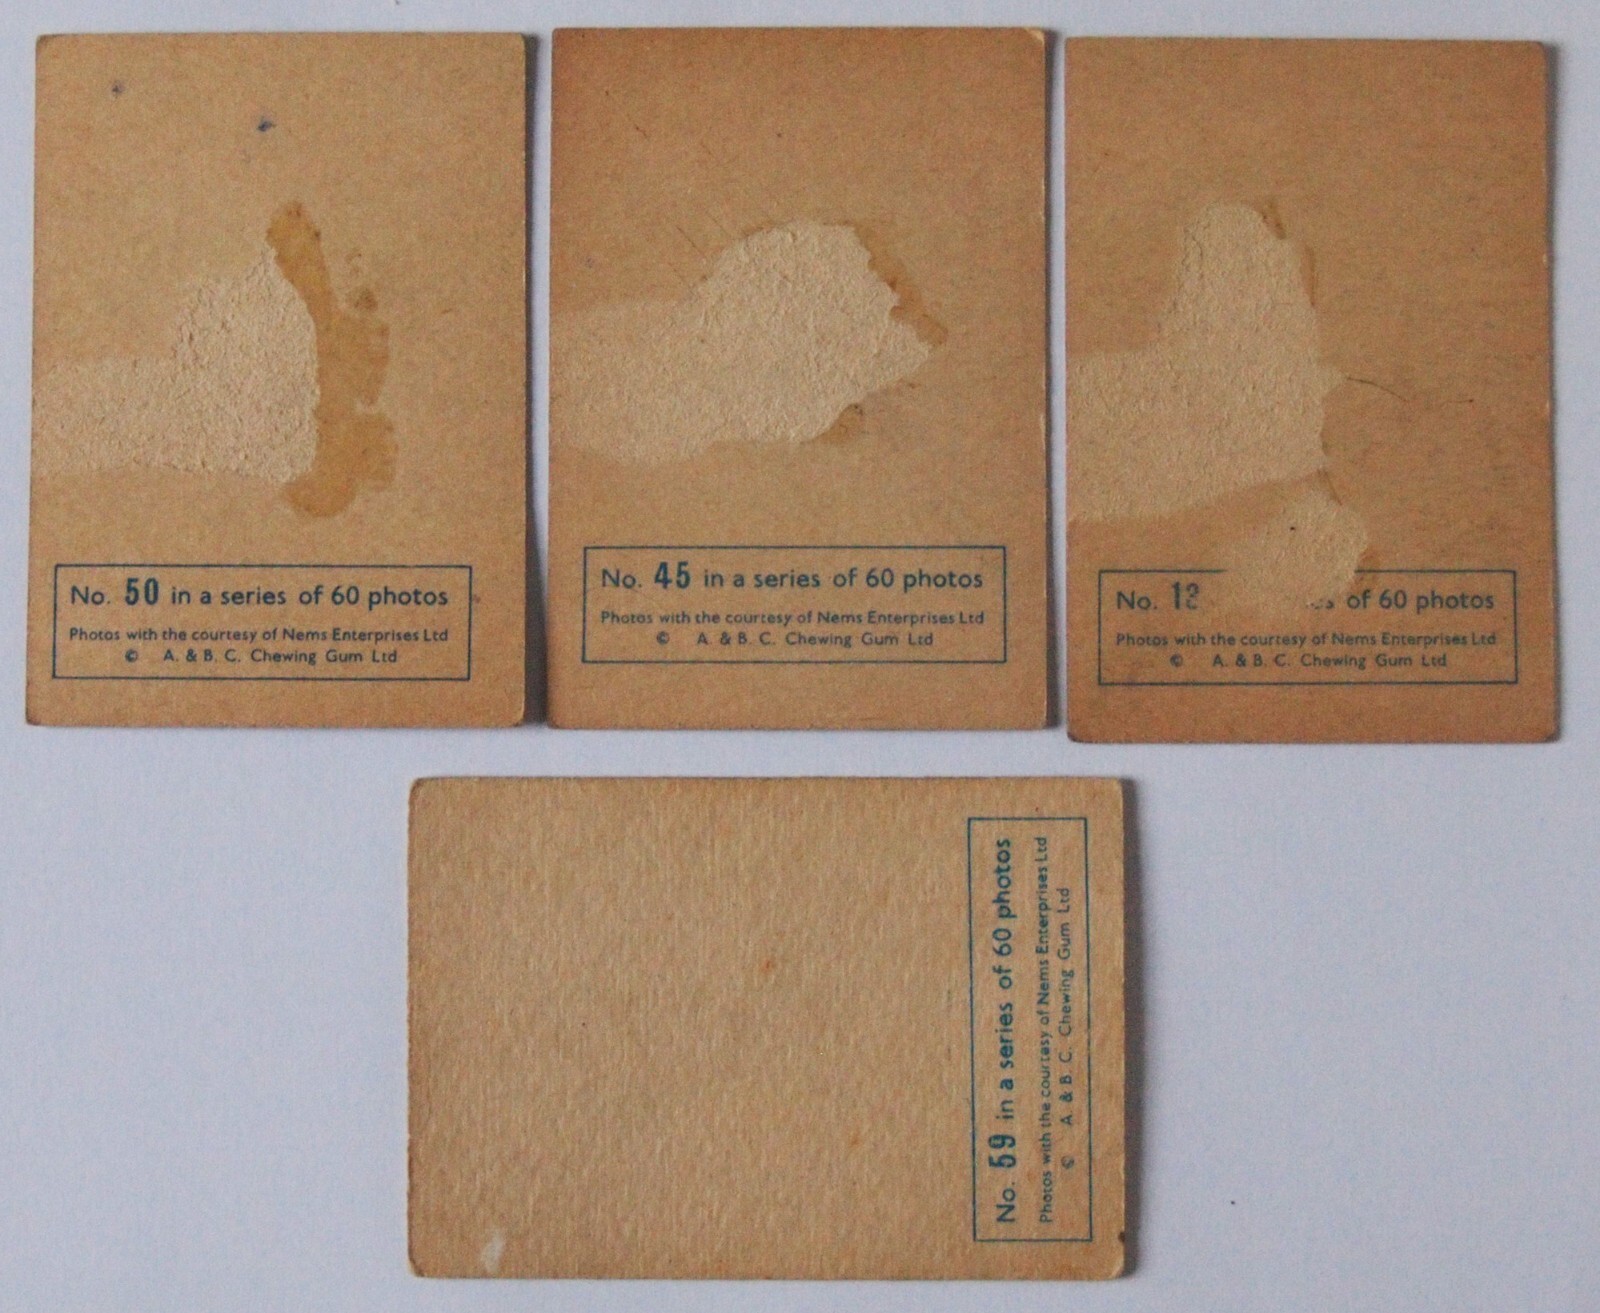 No. 50 in a series of 60 photos
Photos with the courtesy of Nems Enterprises Ltd
© A. & B. C. Chewing Gum Ltd
No. 45 in a series of 60 photos
Photos with the courtesy of Nems Enterprises Ltd
© A. & B. C. Chewing Gum Ltd
No. of 60 photos
Photos with the courtesy of Nems Enterprises Ltd
© A. & B. C. Chewing Gum Ltd
No. 59 in a series of 60 photos
Photos with the courtesy of Nems Enterprises Ltd
© A. & B. C. Chewing Gum Ltd